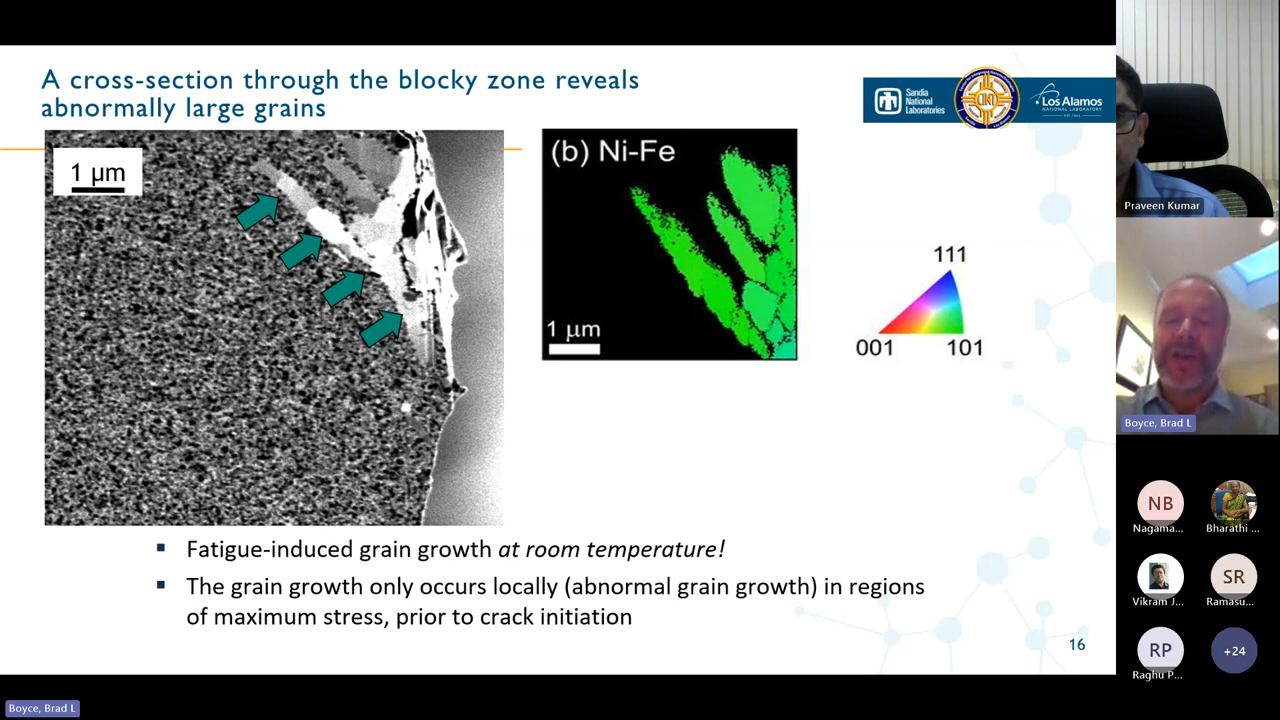 A cross-section through the blocky zone reveals
abnormally large grains
Sandia
National
Laboratories
Los Alamos
NATIONAL LABORATORY
1 μm
(b) Ni-Fe
1 μm
111
001
101
Fatigue-induced grain growth at room temperature!
The grain growth only occurs locally (abnormal grain growth) in regions
of maximum stress, prior to crack initiation
16
Praveen Kumar
Boyce, Brad L
NB
Nagama...
Bharathi ...
Vikram J...
SR
Ramasu...
RP
Raghu P...
+24
Boyce, Brad L